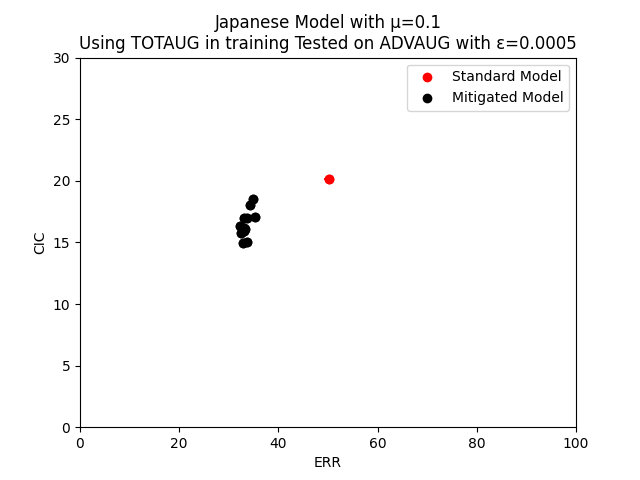 Japanese Model with μ=0.1
Using TOTAUG in training Tested on ADVAUG with ε=0.0005
Standard Model
Mitigated Model
30
25
20
15
10
5
0
CIC
0 20 40 60 80 100
ERR